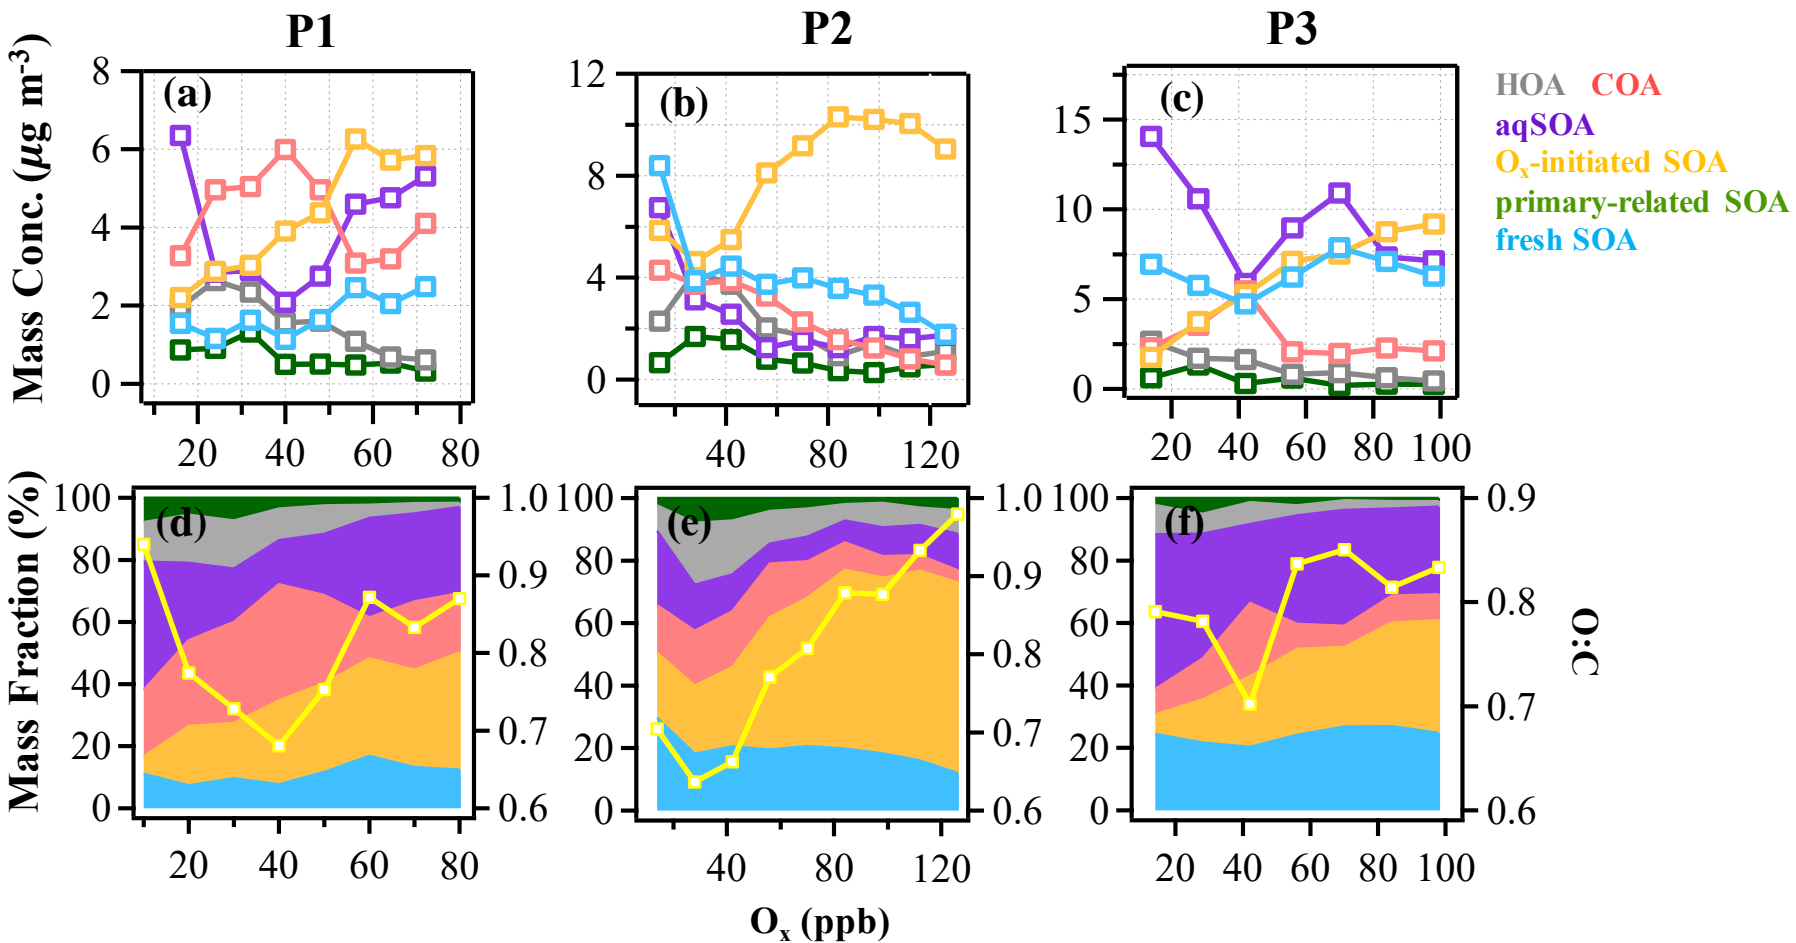 P1 P2 P3
Mass Conc. (μg m-3)
8 6 4 2 0
(a)
20 40 60 80
12 8 4 0
(b)
40 80 120
15 10 5 0
(c)
20 40 60 80 100
HOA COA
aqSOA
Ox-initiated SOA
primary-related SOA
fresh SOA
Mass Fraction (%)
100 80 60 40 20 0
(d)
1.0 0.9 0.8 0.7 0.6
20 40 60 80
100 80 60 40 20 0
(e)
1.0 0.9 0.8 0.7 0.6
40 80 120
100 80 60 40 20 0
(f)
0.9 0.8 0.7 0.6
20 40 60 80 100
O:C
Ox (ppb)